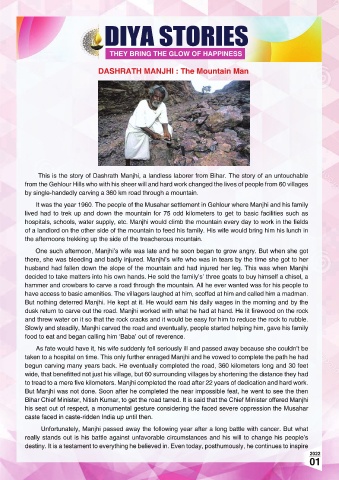 DIYA STORIES
THEY BRING THE GLOW OF HAPPINESS
DASHRATH MANJHI : The Mountain Man
This is the story of Dashrath Manjhi, a landless laborer from Bihar. The story of an untouchable
from the Gehlour Hills who with his sheer will and hard work changed the lives of people from 60 villages
by single-handedly carving a 360 km road through a mountain.
It was the year 1960. The people of the Musahar settlement in Gehlour where Manjhi and his family
lived had to trek up and down the mountain for 75 odd kilometers to get to basic facilities such as
hospitals, schools, water supply, etc. Manjhi would climb the mountain every day to work in the fields
of a landlord on the other side of the mountain to feed his family. His wife would bring him his lunch in
the afternoons trekking up the side of the treacherous mountain.
One such afternoon, Manjhi's wife was late and he soon began to grow angry. But when she got
there, she was bleeding and badly injured. Manjhi's wife who was in tears by the time she got to her
husband had fallen down the slope of the mountain and had injured her leg. This was when Manjhi
decided to take matters into his own hands. He sold the family's' three goats to buy himself a chisel, a
hammer and crowbars to carve a road through the mountain. All he ever wanted was for his people to
have access to basic amenities. The villagers laughed at him, scoffed at him and called him a madman.
But nothing deterred Manjhi. He kept at it. He would earn his daily wages in the morning and by the
dusk return to carve out the road. Manjhi worked with what he had at hand. He lit firewood on the rock
and threw water on it so that the rock cracks and it would be easy for him to reduce the rock to rubble.
Slowly and steadily, Manjhi carved the road and eventually, people started helping him, gave his family
food to eat and began calling him 'Baba' out of reverence.
As fate would have it, his wife suddenly fell seriously ill and passed away because she couldn't be
taken to a hospital on time. This only further enraged Manjhi and he vowed to complete the path he had
begun carving many years back. He eventually completed the road, 360 kilometers long and 30 feet
wide, that benefitted not just his village, but 60 surrounding villages by shortening the distance they had
to tread to a mere five kilometers. Manjhi completed the road after 22 years of dedication and hard work.
But Manjhi was not done. Soon after he completed the near impossible feat, he went to see the then
Bihar Chief Minister, Nitish Kumar, to get the road tarred. It is said that the Chief Minister offered Manjhi
his seat out of respect, a monumental gesture considering the faced severe oppression the Musahar
caste faced in caste-ridden India up until then.
Unfortunately, Manjhi passed away the following year after a long battle with cancer. But what
really stands out is his battle against unfavorable circumstances and his will to change his people's
destiny. It is a testament to everything he believed in. Even today, posthumously, he continues to inspire
2022
01